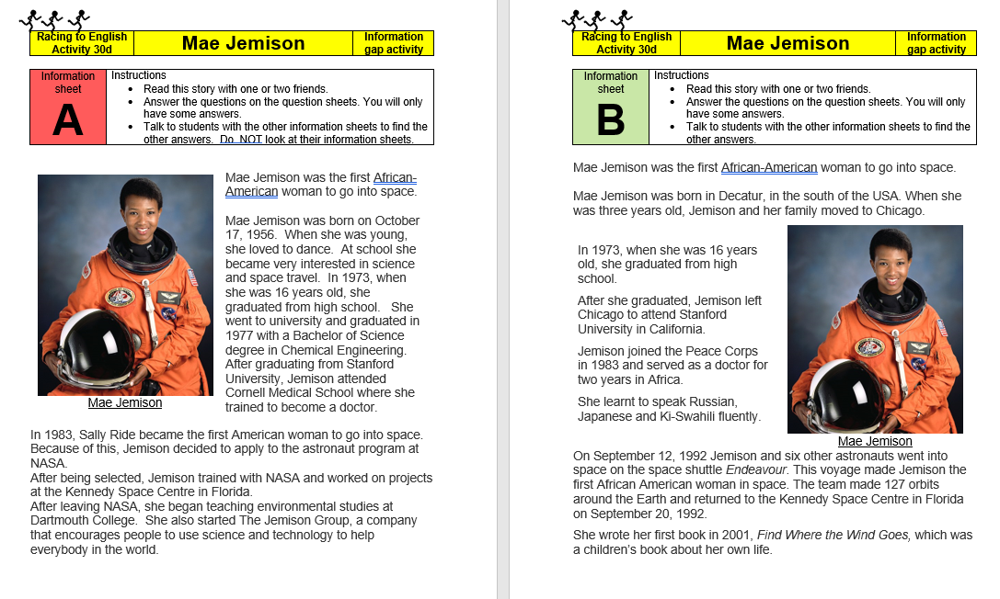 Racing to English
Activity 30d
Mae Jemison
Information
gap activity
Information
sheet
A
Instructions
• Read this story with one or two friends.
• Answer the questions on the question sheets. You will only
have some answers.
• Talk to students with the other information sheets to find the
other answers. Do NOT look at their information sheets.
Mae Jemison was the first African-
American woman to go into space.
Mae Jemison was born on October
17, 1956. When she was young,
she loved to dance. At school she
became very interested in science
and space travel. In 1973, when
she was 16 years old, she
graduated from high school. She
went to university and graduated in
1977 with a Bachelor of Science
degree in Chemical Engineering.
After graduating from Stanford
University, Jemison attended
Cornell Medical School where she
trained to become a doctor.
Mae Jemison
In 1983, Sally Ride became the first American woman to go into space.
Because of this, Jemison decided to apply to the astronaut program at
NASA.
After being selected, Jemison trained with NASA and worked on projects
at the Kennedy Space Centre in Florida.
After leaving NASA, she began teaching environmental studies at
Dartmouth College. She also started The Jemison Group, a company
that encourages people to use science and technology to help
everybody in the world.
Racing to English
Activity 30d
Mae Jemison
Information
gap activity
Information
sheet
B
Instructions
• Read this story with one or two friends.
• Answer the questions on the question sheets. You will only
have some answers.
• Talk to students with the other information sheets to find the
other answers.
Mae Jemison was the first African-American woman to go into space.
Mae Jemison was born in Decatur, in the south of the USA. When she
was three years old, Jemison and her family moved to Chicago.
In 1973, when she was 16 years
old, she graduated from high
school.
After she graduated, Jemison left
Chicago to attend Stanford
University in California.
Jemison joined the Peace Corps
in 1983 and served as a doctor for
two years in Africa.
She learnt to speak Russian,
Japanese and Ki-Swahili fluently.
Mae Jemison
On September 12, 1992 Jemison and six other astronauts went into
space on the space shuttle Endeavour. This voyage made Jemison the
first African American woman in space. The team made 127 orbits
around the Earth and returned to the Kennedy Space Centre in Florida
on September 20, 1992.
She wrote her first book in 2001, Find Where the Wind Goes, which was
a children's book about her own life.